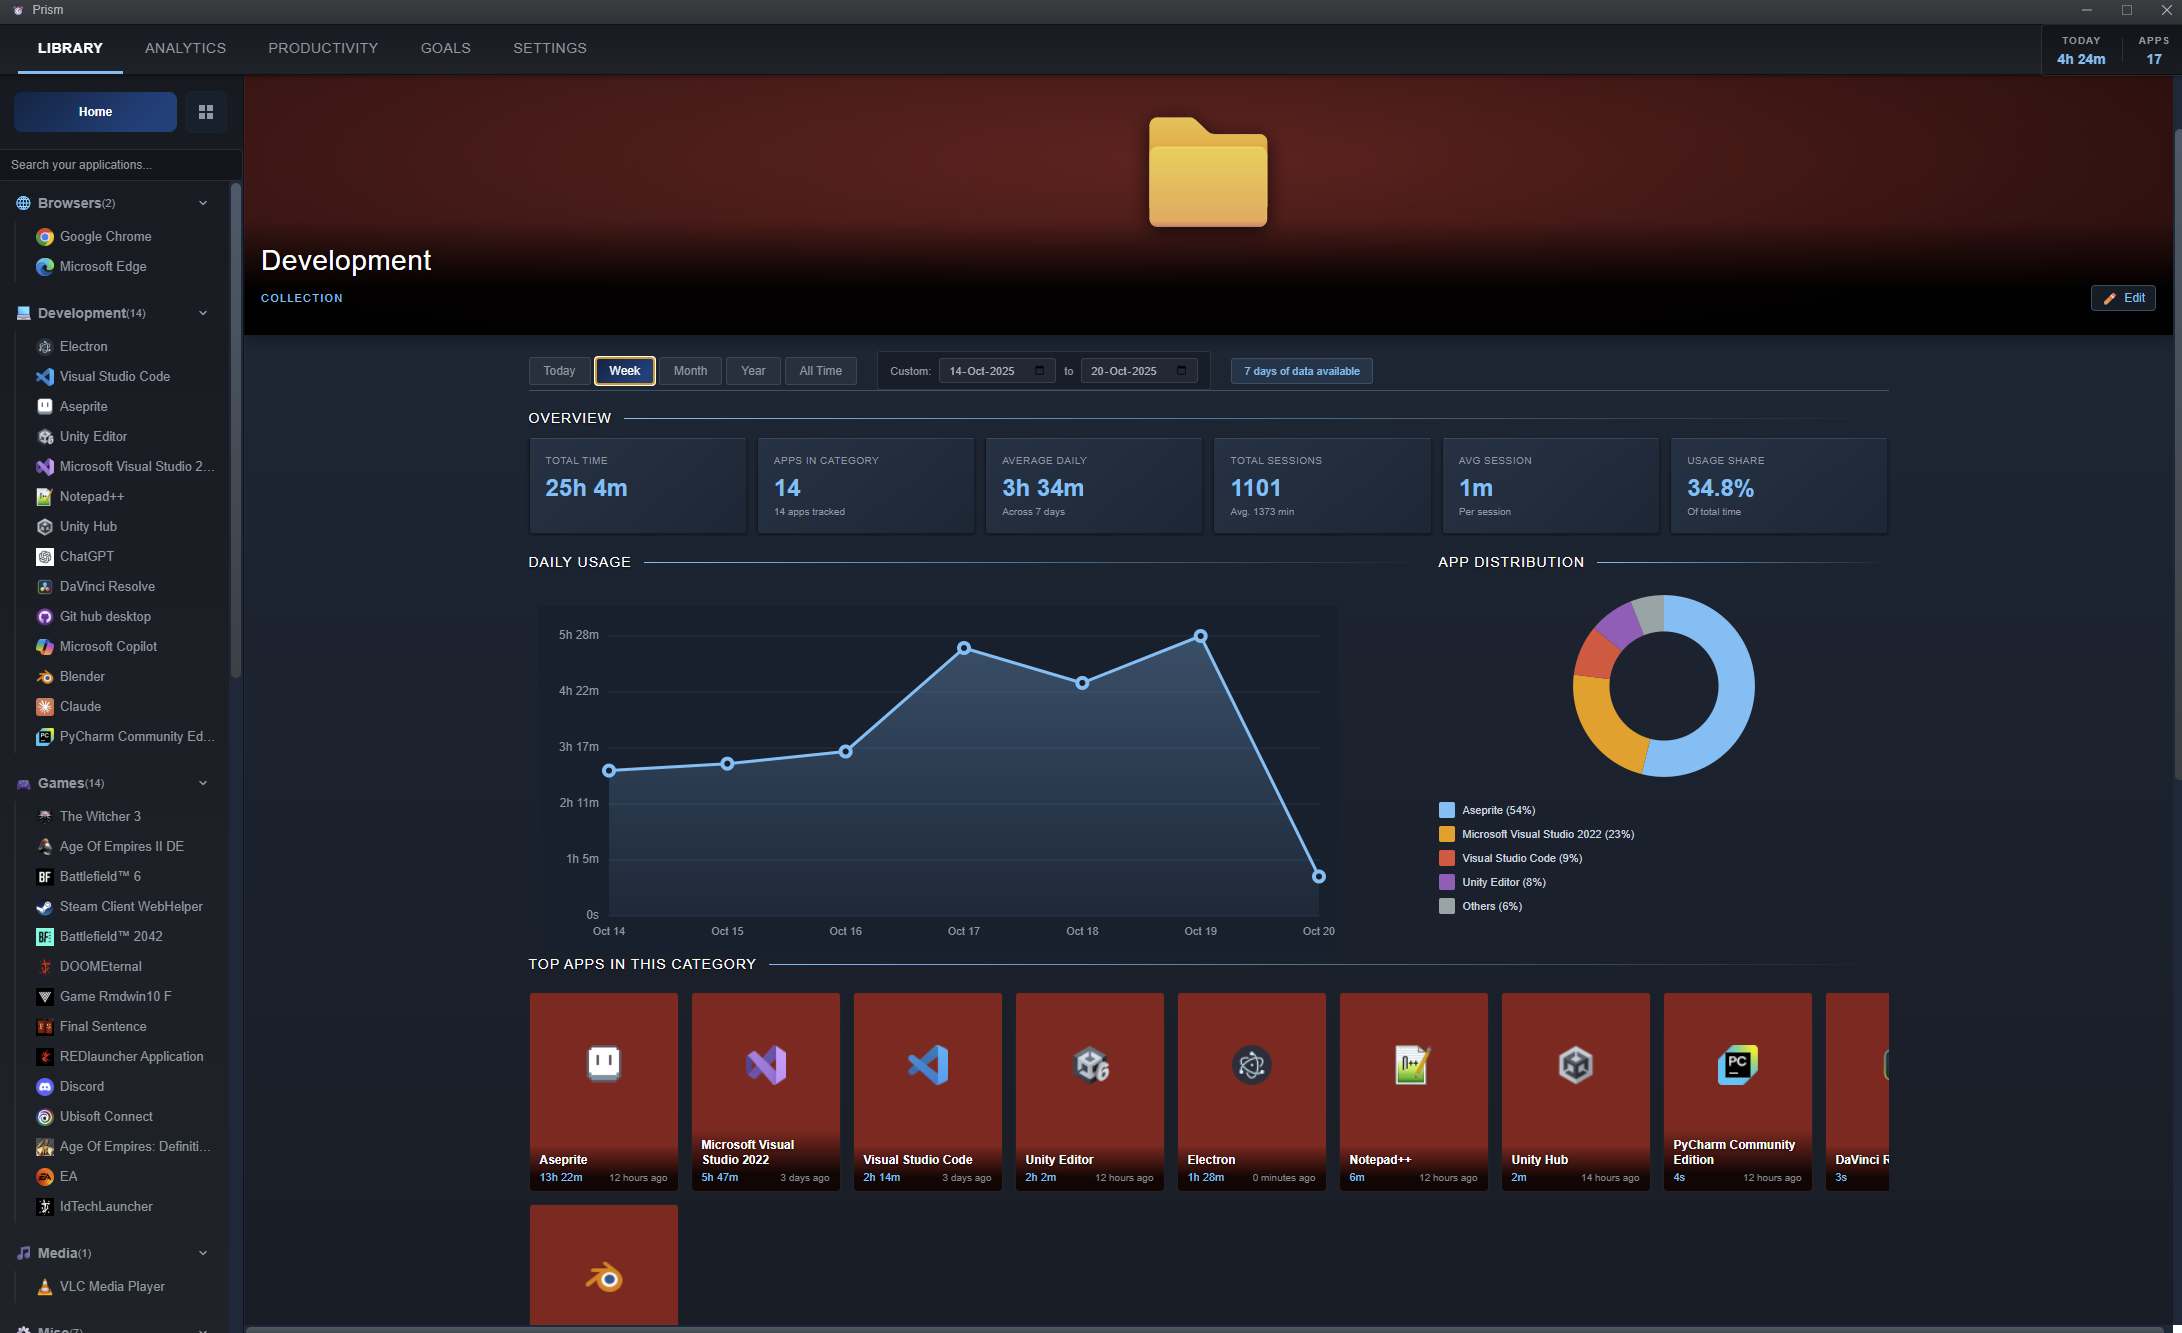 Prism
LIBRARY ANALYTICS PRODUCTIVITY GOALS SETTINGS
TODAY
4h 24m
APPS
17
Home
Search your applications...
Browsers(2)
Google Chrome
Microsoft Edge
Development(14)
Electron
Visual Studio Code
Aseprite
Unity Editor
Microsoft Visual Studio 2...
Notepad++
Unity Hub
ChatGPT
DaVinci Resolve
Git hub desktop
Microsoft Copilot
Blender
Claude
PyCharm Community Ed...
Games(14)
The Witcher 3
Age Of Empires II DE
Battlefield™ 6
Steam Client WebHelper
Battlefield™ 2042
DOOMEternal
Game Rmdwin10 F
Final Sentence
REDlauncher Application
Discord
Ubisoft Connect
Age Of Empires: Definiti...
EA
IdTechLauncher
Media(1)
VLC Media Player
Misc(7)
Development
COLLECTION
Edit
Today Week Month Year All Time Custom: 14-Oct-2025 to 20-Oct-2025 7 days of data available
OVERVIEW
TOTAL TIME
25h 4m
APPS IN CATEGORY
14
14 apps tracked
AVERAGE DAILY
3h 34m
Across 7 days
TOTAL SESSIONS
1101
Avg. 1373 min
AVG SESSION
1m
Per session
USAGE SHARE
34.8%
Of total time
DAILY USAGE
5h 28m
4h 22m
3h 17m
2h 11m
1h 5m
0s
Oct 14 Oct 15 Oct 16 Oct 17 Oct 18 Oct 19 Oct 20
APP DISTRIBUTION
Aseprite (54%)
Microsoft Visual Studio 2022 (23%)
Visual Studio Code (9%)
Unity Editor (8%)
Others (6%)
TOP APPS IN THIS CATEGORY
Aseprite
13h 22m 12 hours ago
Microsoft Visual
Studio 2022
5h 47m 3 days ago
Visual Studio Code
2h 14m 3 days ago
Unity Editor
2h 2m 12 hours ago
Electron
1h 28m 0 minutes ago
Notepad++
6m 12 hours ago
Unity Hub
2m 14 hours ago
PC
PyCharm Community
Edition
4s 12 hours ago
DaVinci R
3s